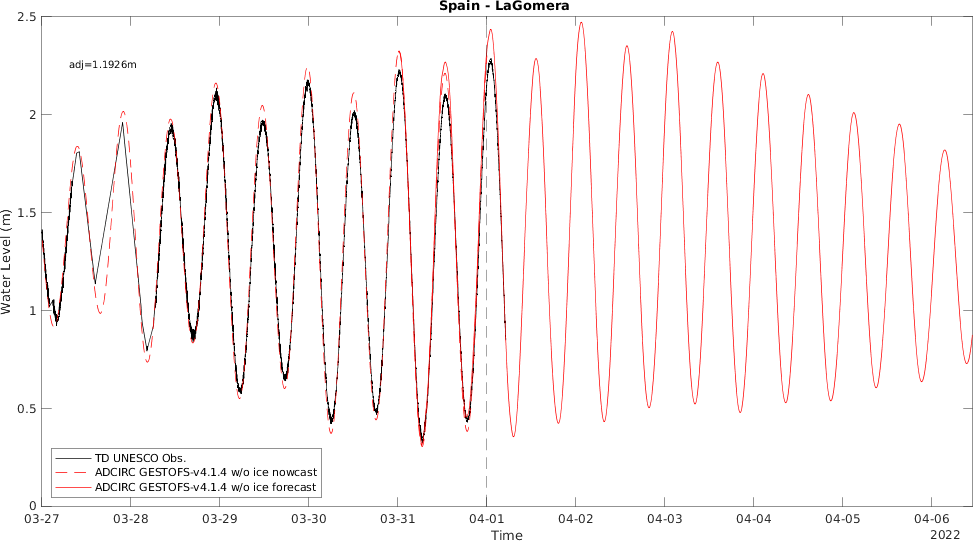 Spain - LaGomera
adj=1.1926m
Water Level (m)
2.5
2
1.5
1
0.5
0
TD UNESCO Obs.
ADCIRC GESTOFS-v4.1.4 w/o ice nowcast
ADCIRC GESTOFS-v4.1.4 w/o ice forecast
03-27 03-28 03-29 03-30 03-31 04-01 04-02 04-03 04-04 04-05 04-06
Time
2022